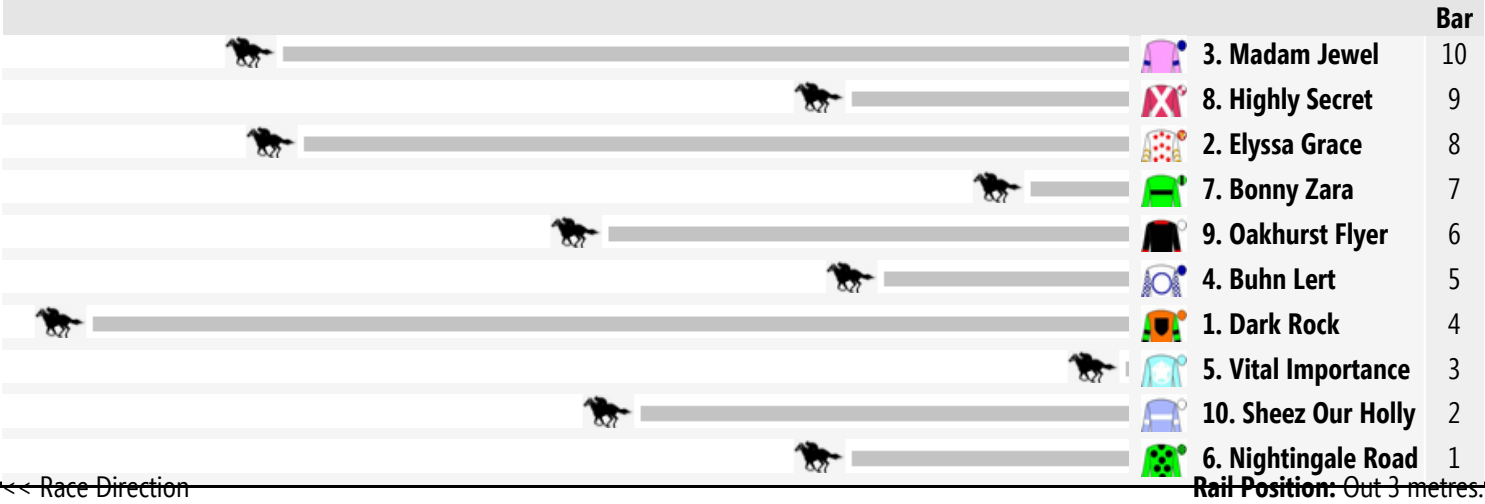 Bar
3. Madam Jewel 10
8. Highly Secret 9
2. Elyssa Grace 8
7. Bonny Zara 7
9. Oakhurst Flyer 6
4. Buhn Lert 5
1. Dark Rock 4
5. Vital Importance 3
10. Sheez Our Holly 2
6. Nightingale Road 1
<< Race Direction Rail Position: Out 3 metres.